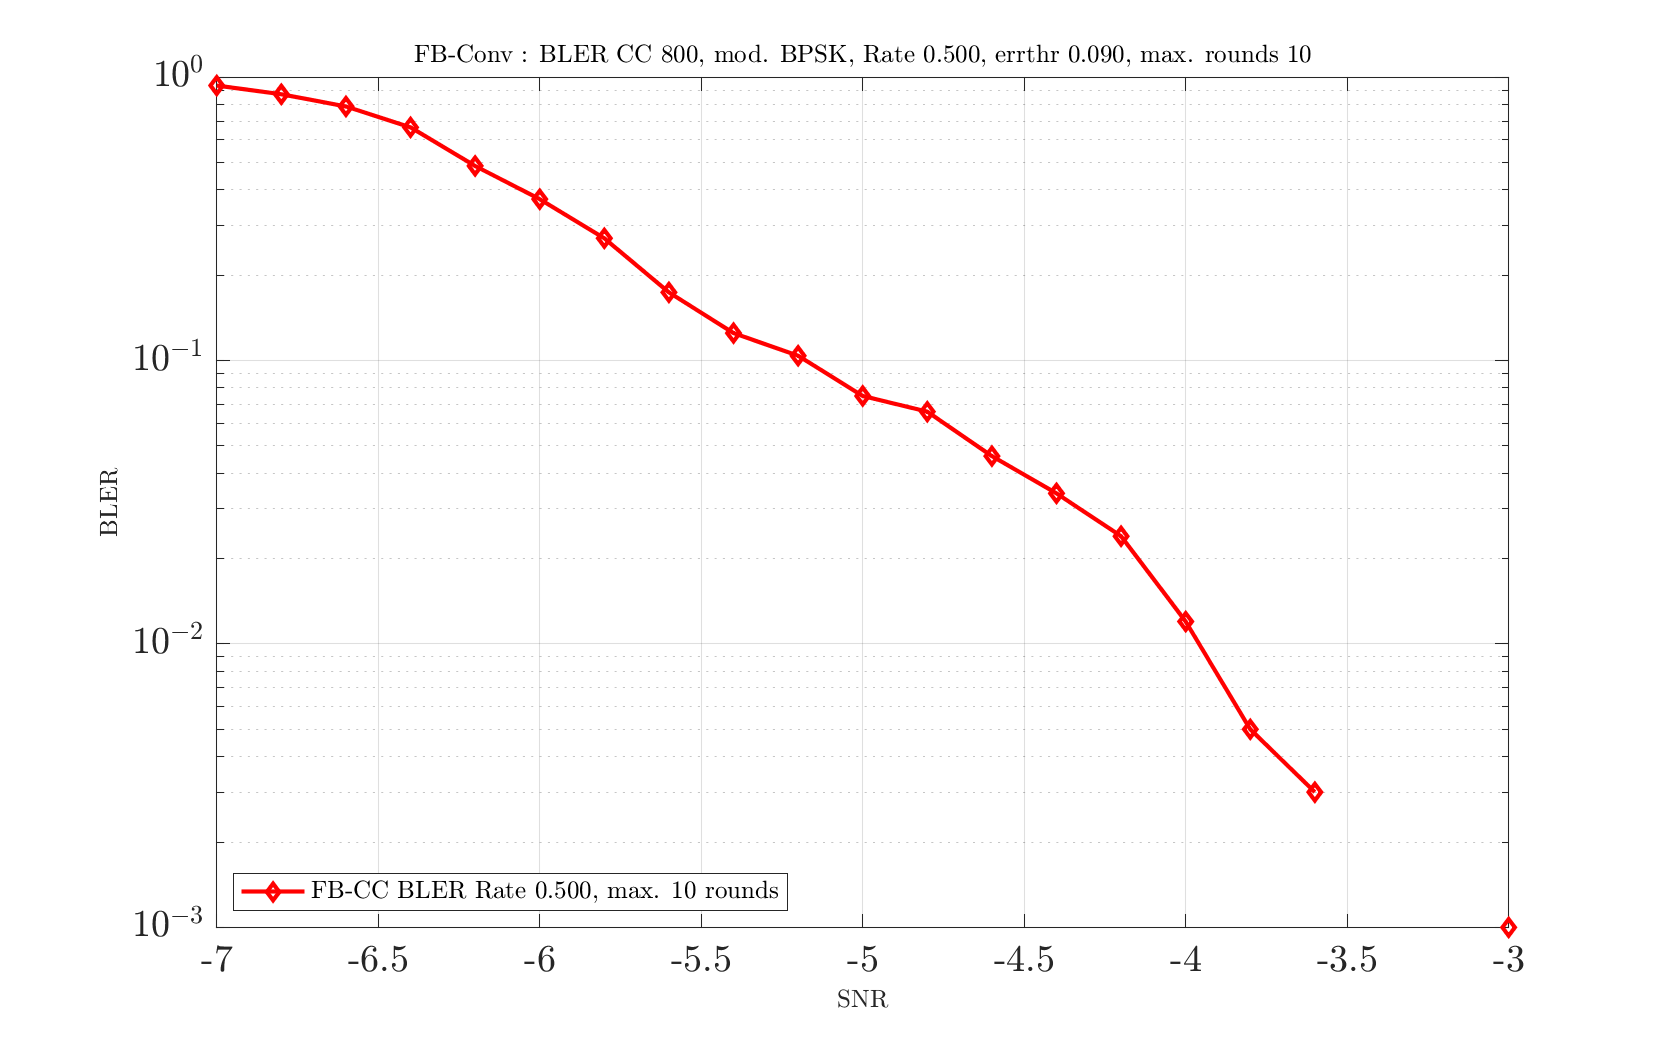 FB-Conv : BLER CC 800, mod. BPSK, Rate 0.500, errthr 0.090, max. rounds 10
10^0
10^-1
10^-2
10^-3
BLER
FB-CC BLER Rate 0.500, max. 10 rounds
-7 -6.5 -6 -5.5 -5 -4.5 -4 -3.5 -3
SNR